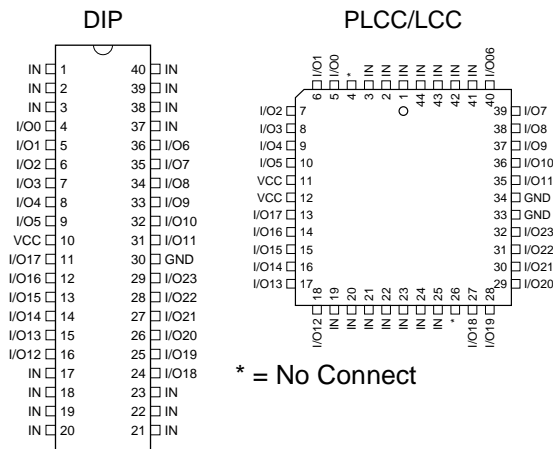 DIP
IN 1 40 IN
IN 2 39 IN
IN 3 38 IN
I/O0 4 37 IN
I/O1 5 36 I/O6
I/O2 6 35 I/O7
I/O3 7 34 I/O8
I/O4 8 33 I/O9
I/O5 9 32 I/O10
VCC 10 31 I/O11
I/O17 11 30 GND
I/O16 12 29 I/O23
I/O15 13 28 I/O22
I/O14 14 27 I/O21
I/O13 15 26 I/O20
I/O12 16 25 I/O19
IN 17 24 I/O18
IN 18 23 IN
IN 19 22 IN
IN 20 21 IN
PLCC/LCC
I/O1 I/O0 * IN IN IN IN IN IN IN I/O06
6 5 4 3 2 1 44 43 42 41 40
I/O2 7 39 I/O7
I/O3 8 38 I/O8
I/O4 9 37 I/O9
I/O5 10 36 I/O10
VCC 11 35 I/O11
VCC 12 34 GND
I/O17 13 33 GND
I/O16 14 32 I/O23
I/O15 15 31 I/O22
I/O14 16 30 I/O21
I/O13 17 29 I/O20
18 19 20 21 22 23 24 25 26 27 28
I/O12 IN IN IN IN IN IN IN * I/O18 I/O19
* = No Connect